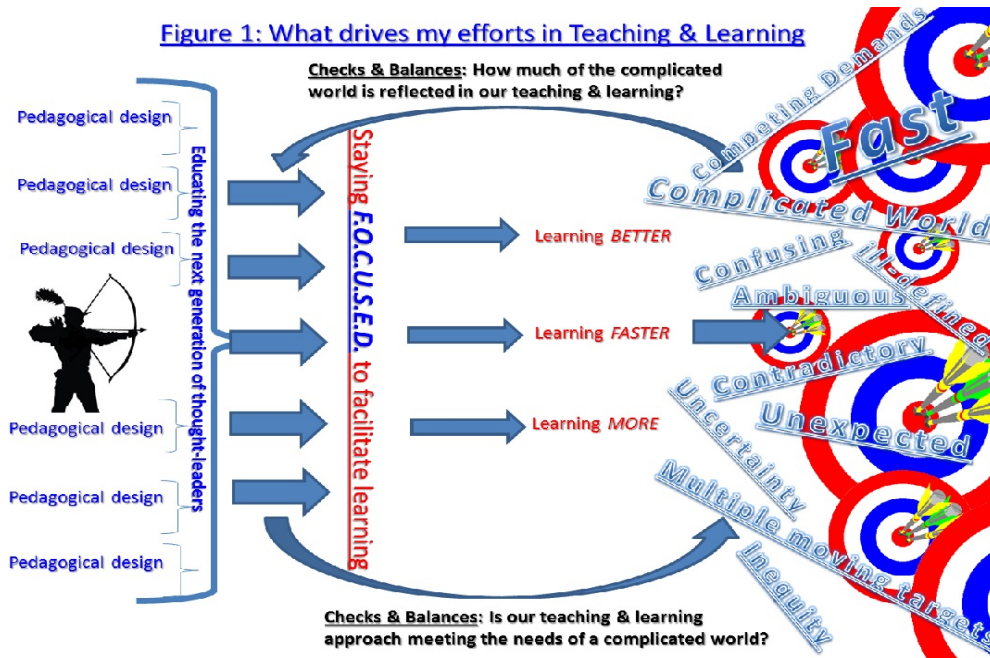 Figure 1: What drives my efforts in Teaching & Learning
Checks & Balances: How much of the complicated
world is reflected in our teaching & learning?
Pedagogical design
Pedagogical design
Pedagogical design
Pedagogical design
Pedagogical design
Pedagogical design
Educating the next generation of thought-leaders
Staying F.O.C.U.S.E.D. to facilitate learning
Learning BETTER
Learning FASTER
Learning MORE
Competing Demands
Fast
Complicated World
Confusing
ill-defined
Ambiguous
Contradictory
Uncertainty
Unexpected
Multiple moving targets
Inequity
Checks & Balances: Is our teaching & learning
approach meeting the needs of a complicated world?